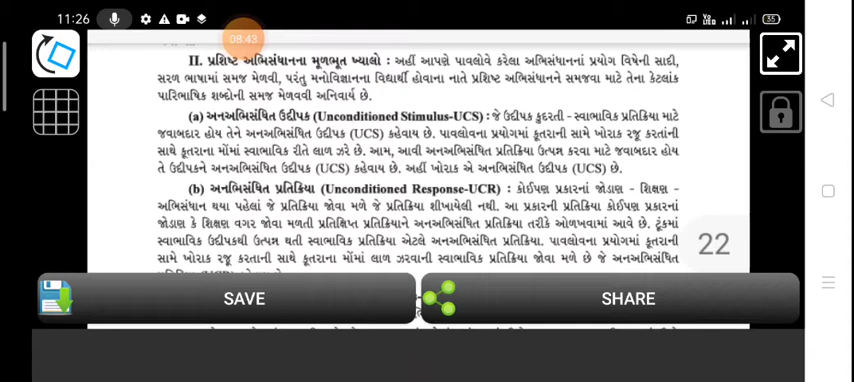 11:26
35
08:43
II. પ્રશિષ્ટ અભિસંધાનના મૂળભૂત ખ્યાલો : અહીં આપણે પાવલોવે કરેલા અભિસંધાનનાં પ્રયોગ વિષેની સાદી,
સરળ ભાષામાં સમજ મેળવી, પરંતુ મનોવિજ્ઞાનના વિદ્યાર્થી હોવાના નાતે પ્રશિષ્ટ અભિસંધાનને સમજવા માટે તેના કેટલાંક
પારિભાષિક શબ્દોની સમજ મેળવવી અનિવાર્ય છે.
(a) અનઅભિસંધિત ઉદ્દીપક (Unconditioned Stimulus-UCS) : જે ઉદ્દીપક કુદરતી - સ્વાભાવિક પ્રતિક્રિયા માટે
જવાબદાર હોય તેને અનઅભિસંધિત ઉદ્દીપક (UCS) કહેવાય છે. પાવલોવના પ્રયોગમાં કૂતરાની સામે ખોરાક રજૂ કરતાંની
સાથે કૂતરાના મોંમાં સ્વાભાવિક રીતે લાળ ઝરે છે. આમ, આવી અનઅભિસંધિત પ્રતિક્રિયા ઉત્પન્ન કરવા માટે જવાબદાર હોય
તે ઉદ્દીપકને અનઅભિસંધિત ઉદ્દીપક (UCS) કહેવાય છે. અહીં ખોરાક એ અનભિસંધિત ઉદ્દીપક (UCS) છે.
(b) અનભિસંધિત પ્રતિક્રિયા (Unconditioned Response-UCR) : કોઈપણ પ્રકારનાં જોડાણ - શિક્ષણ -
અભિસંધાન થયા પહેલાં જે પ્રતિક્રિયા જોવા મળે જે પ્રતિક્રિયા શીખાયેલી નથી. આ પ્રકારની પ્રતિક્રિયા કોઈપણ પ્રકારનાં
જોડાણ કે શિક્ષણ વગર જોવા મળતી પ્રતિક્ષિપ્ત પ્રતિક્રિયાને અનઅભિસંધિત પ્રતિક્રિયા તરીકે ઓળખવામાં આવે છે. ટૂંકમાં
સ્વાભાવિક ઉદ્દીપકથી ઉત્પન્ન થતી સ્વાભાવિક પ્રતિક્રિયા એટલે અનઅભિસંધિત પ્રતિક્રિયા. પાવલોવના પ્રયોગમાં કૂતરાની
સામે ખોરાક રજૂ કરતાની સાથે કૂતરાના મોંમાં લાળ ઝરવાની સ્વાભાવિક પ્રતિક્રિયા જોવા મળે છે જે અનઅભિસંધિત
22
SAVE
SHARE